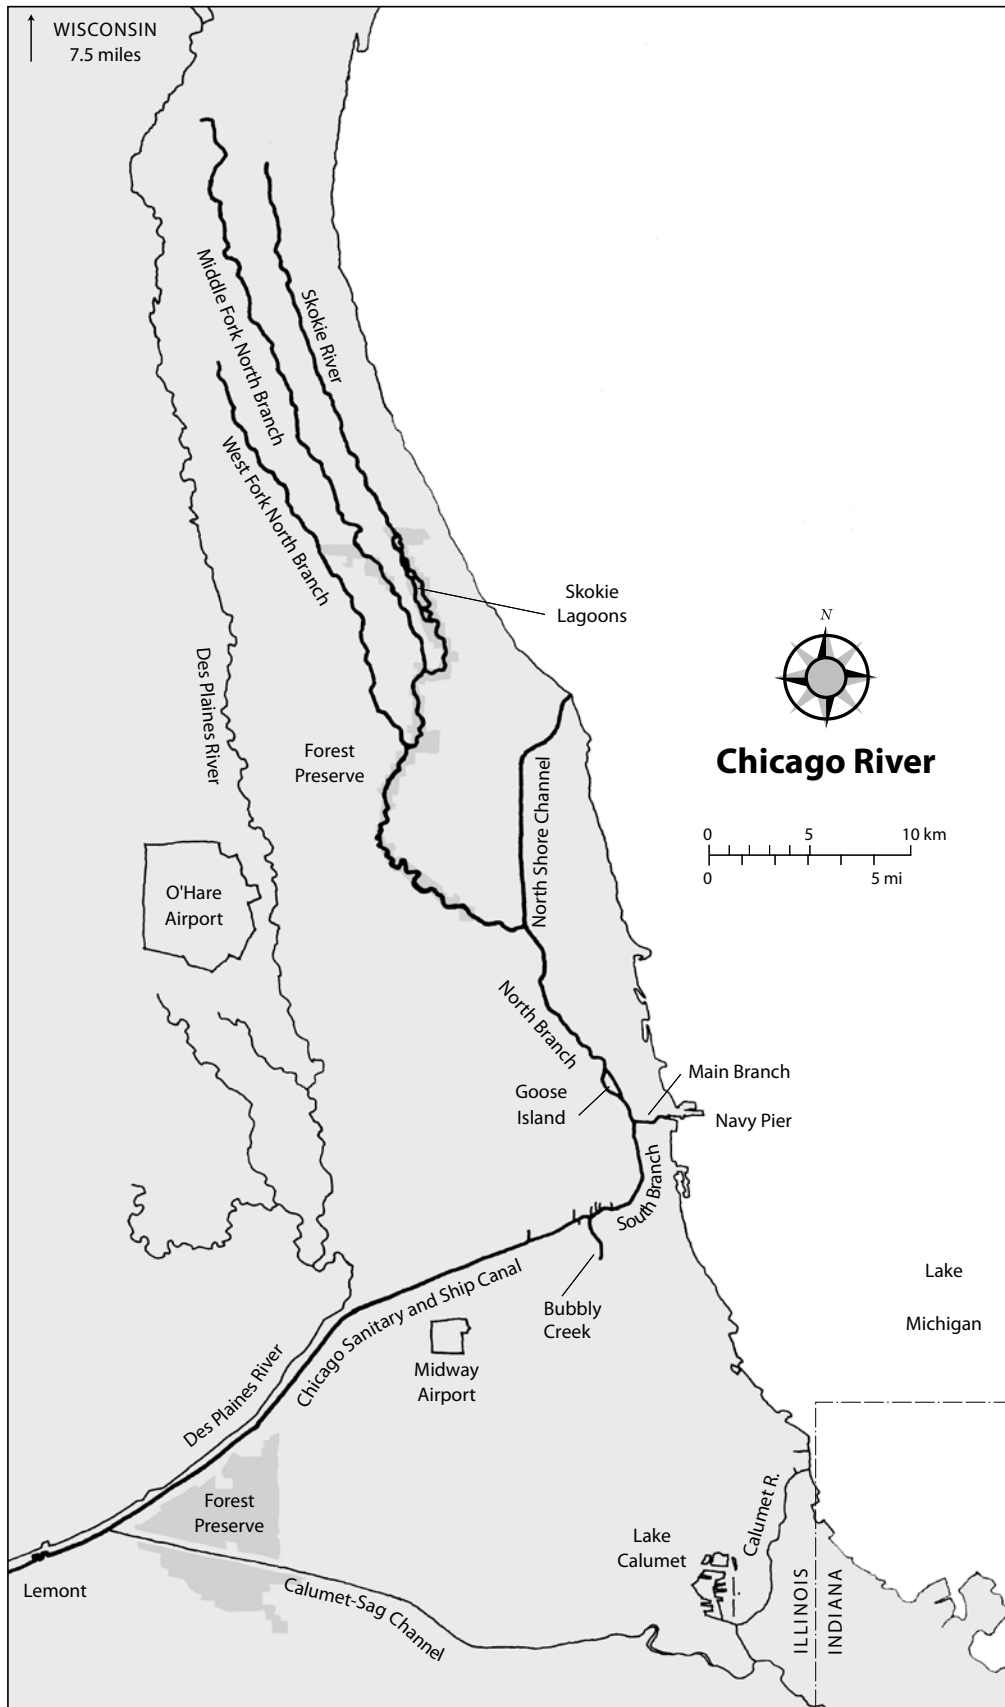 WISCONSIN
7.5 miles
Middle Fork North Branch
Skokie River
West Fork North Branch
Skokie
Lagoons
N
Des Plaines River
Forest
Preserve
Chicago River
North Shore Channel
0 5 10 km
0 5 mi
O'Hare
Airport
North Branch
Main Branch
Goose
Island
Navy Pier
South Branch
Lake
Michigan
Chicago Sanitary and Ship Canal
Bubbly
Creek
Midway
Airport
Des Plaines River
Forest
Preserve
Calumet R.
Lake
Calumet
Lemont
Calumet-Sag Channel
ILLINOIS
INDIANA